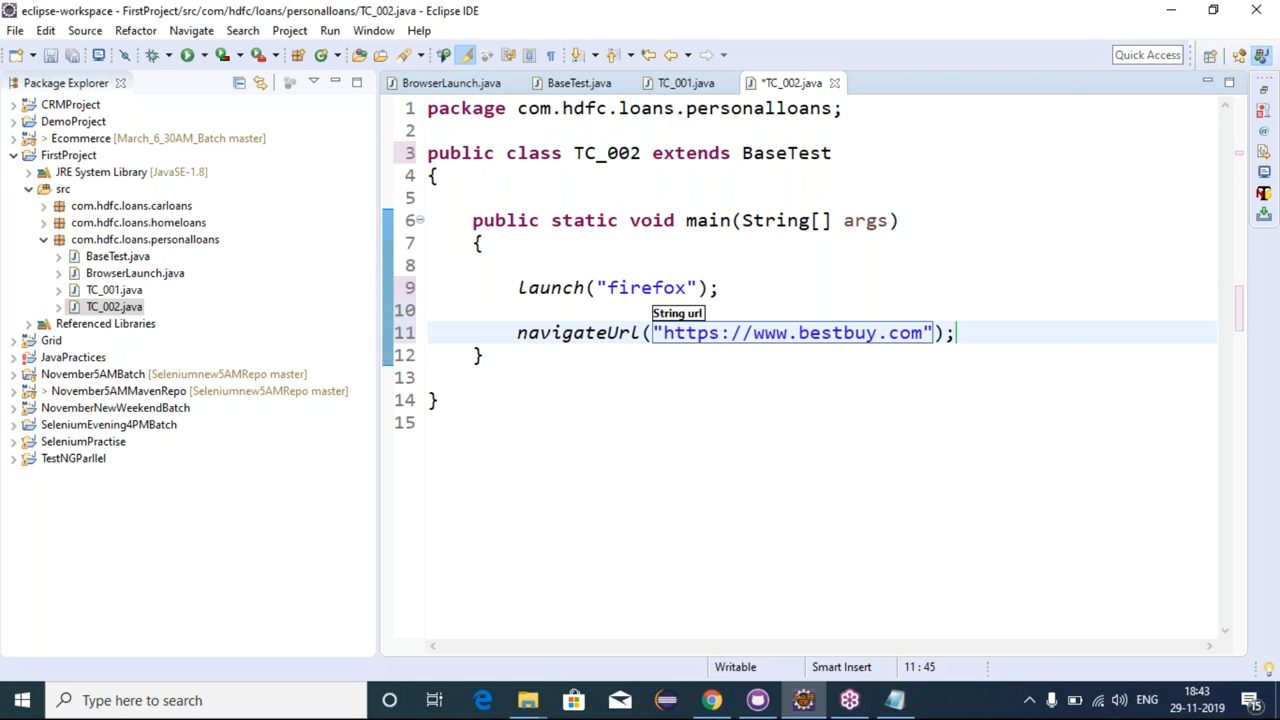 eclipse-workspace - FirstProject/src/com/hdfc/loans/personalloans/TC_002.java - Eclipse IDE
File Edit Source Refactor Navigate Search Project Run Window Help
Quick Access
Package Explorer
BrowserLaunch.java BaseTest.java TC_001.java *TC_002.java
CRMProject
DemoProject
> Ecommerce [March_6_30AM_Batch master]
FirstProject
JRE System Library [JavaSE-1.8]
src
com.hdfc.loans.carloans
com.hdfc.loans.homeloans
com.hdfc.loans.personalloans
BaseTest.java
BrowserLaunch.java
TC_001.java
TC_002.java
Referenced Libraries
Grid
JavaPractices
November5AMBatch [Seleniumnew5AMRepo master]
> November5AMMavenRepo [Seleniumnew5AMRepo master]
NovemberNewWeekendBatch
SeleniumEvening4PMBatch
SeleniumPractise
TestNGParllel
1 package com.hdfc.loans.personalloans;
2
3 public class TC_002 extends BaseTest
4 {
5
6 public static void main(String[] args)
7 {
8
9 launch("firefox");
String url
10
11 navigateUrl("https://www.bestbuy.com");
12 }
13
14 }
15
Writable Smart Insert 11 : 45
Type here to search
ENG
18:43
29-11-2019
15